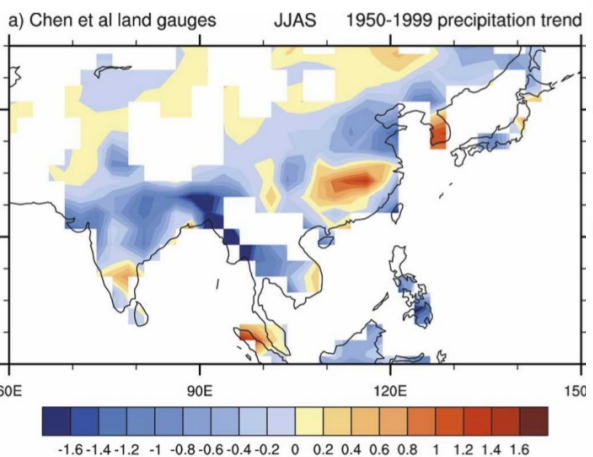 a) Chen et al land gauges JJAS 1950-1999 precipitation trend
60E 90E 120E 150
-1.6 -1.4 -1.2 -1 -0.8 -0.6 -0.4 -0.2 0 0.2 0.4 0.6 0.8 1 1.2 1.4 1.6